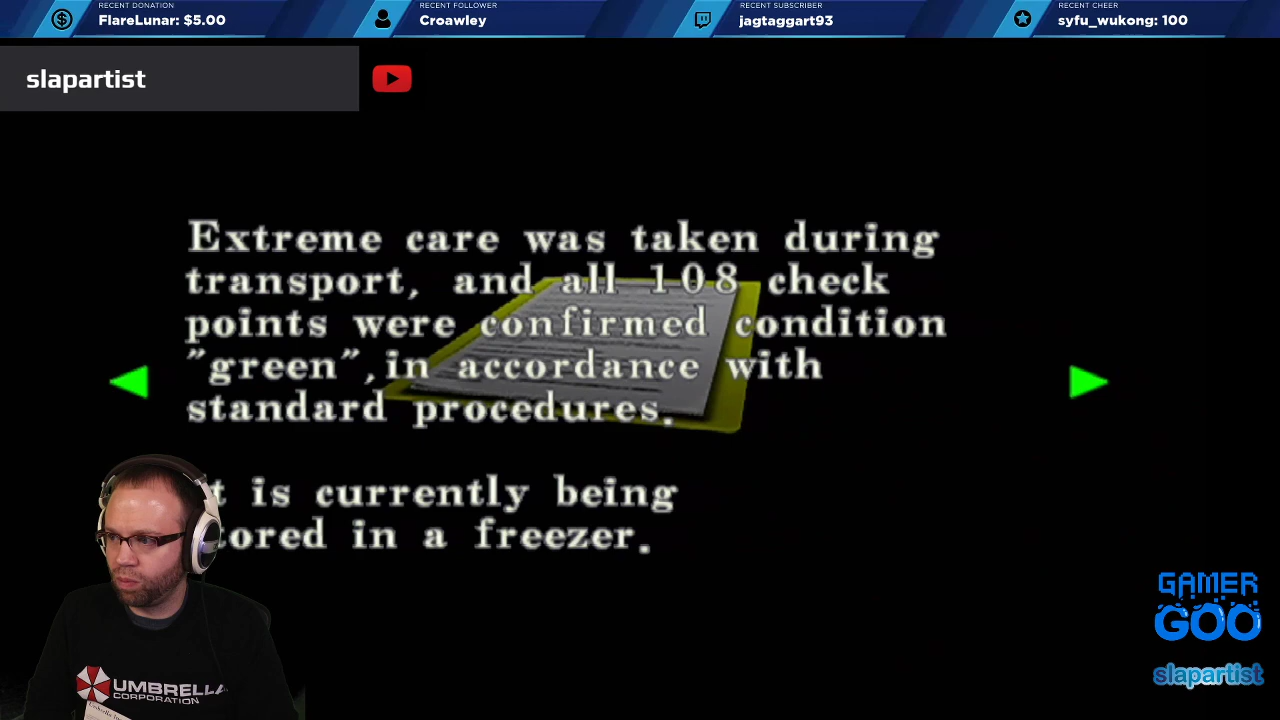 RECENT DONATION
FlareLunar: $5.00
RECENT FOLLOWER
Croawley
RECENT SUBSCRIBER
jagtaggart93
RECENT CHEER
syfu_wukong: 100
slapartist
Extreme care was taken during
transport, and all 108 check
points were confirmed condition
"green",in accordance with
standard procedures.
t is currently being
tored in a freezer.
UMBRELLA
CORPORATION
GAMER
GOO
slapartist